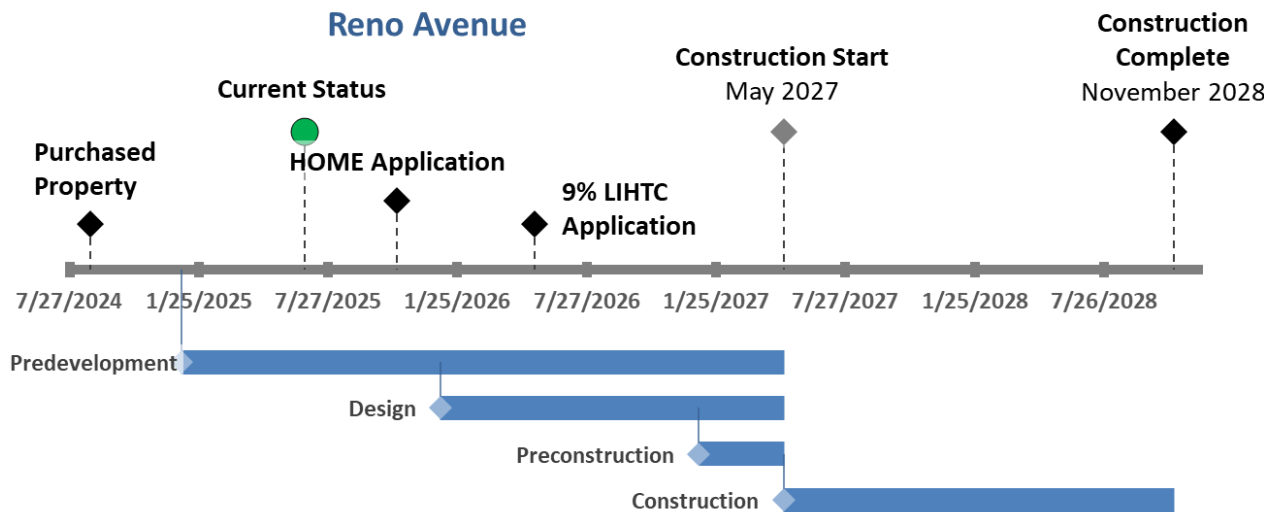 Reno Avenue
Construction
Complete
November 2028
Construction Start
May 2027
Current Status
HOME Application
Purchased
Property
9% LIHTC
Application
7/27/2024 1/25/2025 7/27/2025 1/25/2026 7/27/2026 1/25/2027 7/27/2027 1/25/2028 7/26/2028
Predevelopment
Design
Preconstruction
Construction